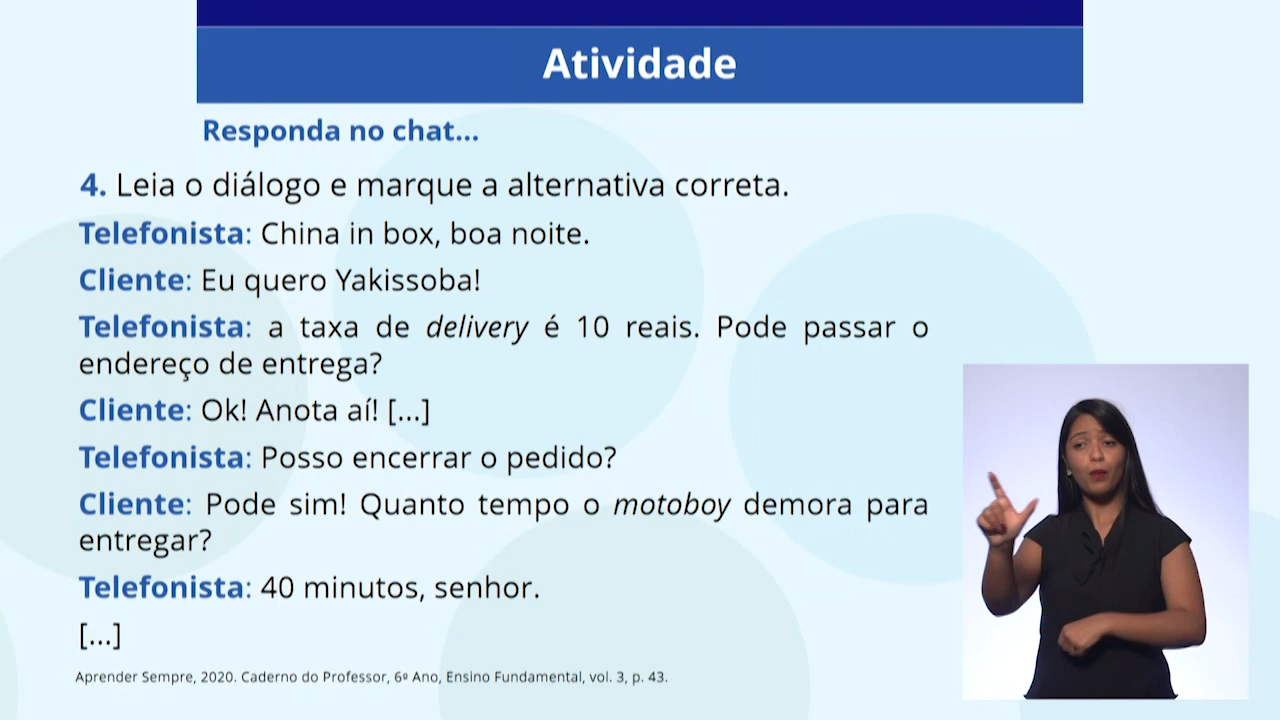 Atividade
Responda no chat...
4. Leia o diálogo e marque a alternativa correta.
Telefonista: China in box, boa noite.
Cliente: Eu quero Yakissoba!
Telefonista: a taxa de delivery é 10 reais. Pode passar o
endereço de entrega?
Cliente: Ok! Anota aí! [...]
Telefonista: Posso encerrar o pedido?
Cliente: Pode sim! Quanto tempo o motoboy demora para
entregar?
Telefonista: 40 minutos, senhor.
[...]
Aprender Sempre, 2020. Caderno do Professor, 6º Ano, Ensino Fundamental, vol. 3, p. 43.